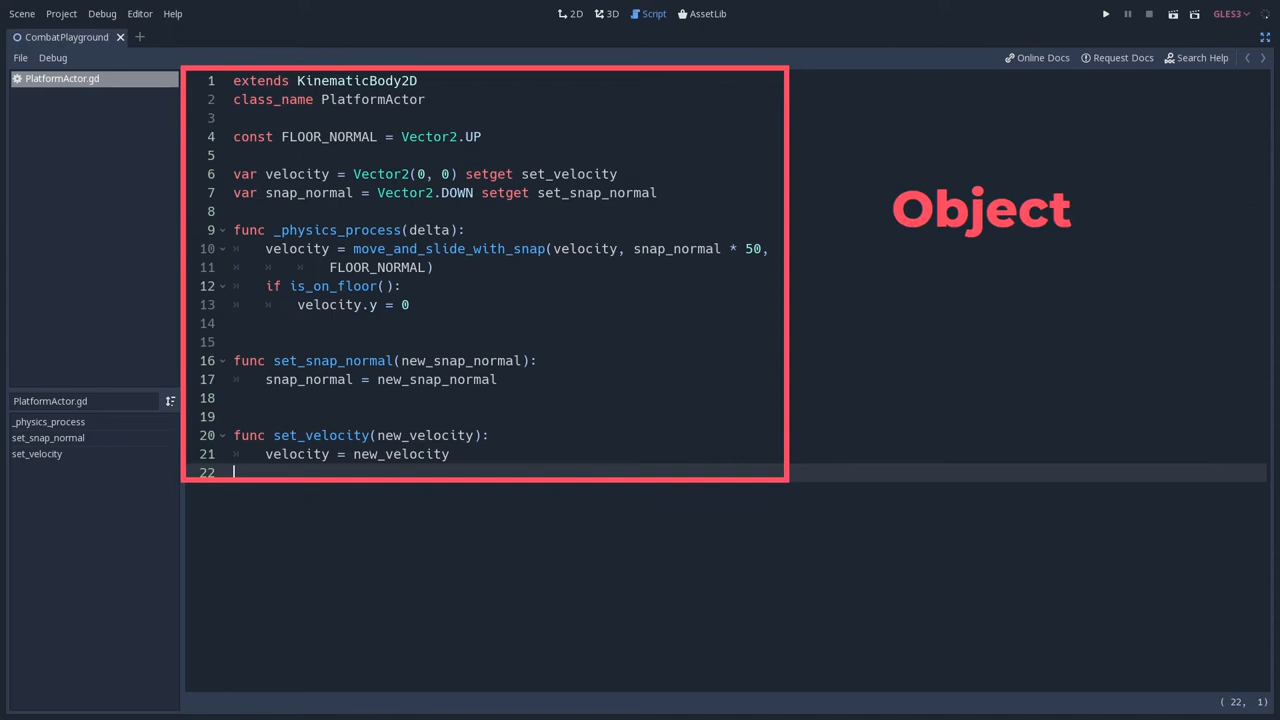 Scene Project Debug Editor Help 2D 3D Script AssetLib GLES3
CombatPlayground
File Debug Online Docs Request Docs Search Help
PlatformActor.gd
1 extends KinematicBody2D
2 class_name PlatformActor
3
4 const FLOOR_NORMAL = Vector2.UP
5
6 var velocity = Vector2(0, 0) setget set_velocity
7 var snap_normal = Vector2.DOWN setget set_snap_normal
8
9 func _physics_process(delta):
10 velocity = move_and_slide_with_snap(velocity, snap_normal * 50,
11 FLOOR_NORMAL)
12 if is_on_floor():
13 velocity.y = 0
14
15
16 func set_snap_normal(new_snap_normal):
17 snap_normal = new_snap_normal
18
19
20 func set_velocity(new_velocity):
21 velocity = new_velocity
22
Object
PlatformActor.gd
_physics_process
set_snap_normal
set_velocity
( 22, 1)